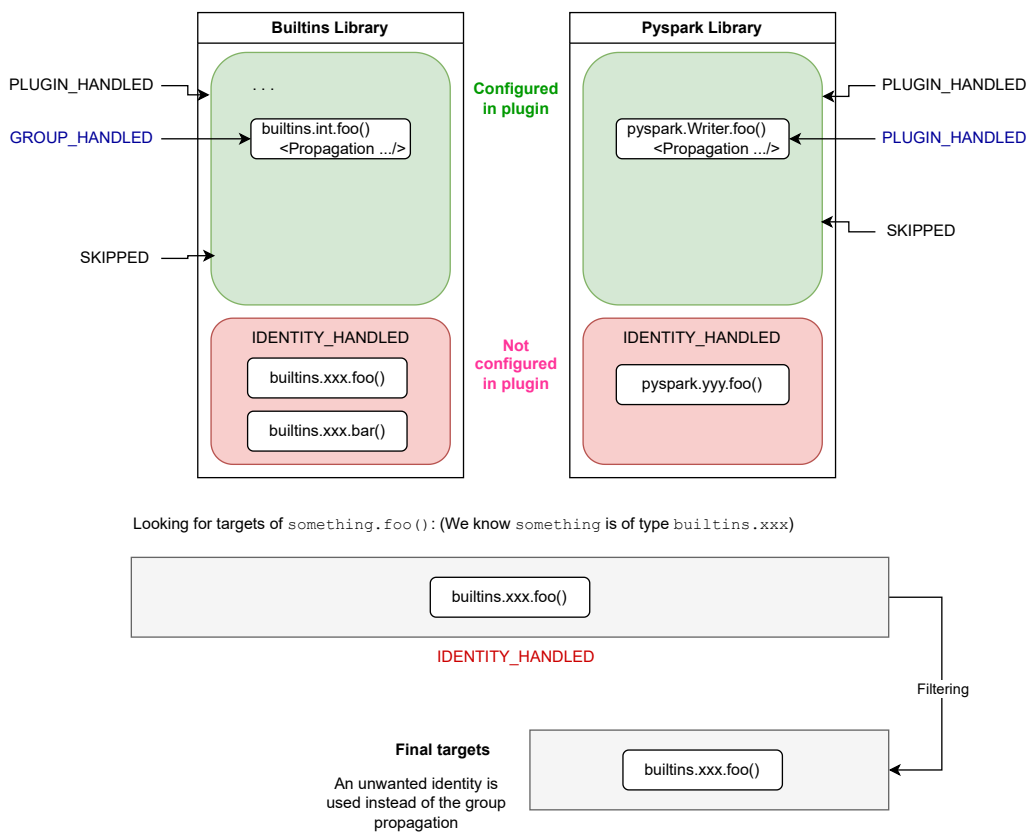 Builtins Library
Pyspark Library
PLUGIN_HANDLED
. . .
Configured
in plugin
PLUGIN_HANDLED
GROUP_HANDLED
builtins.int.foo()
<Propagation .../>
pyspark.Writer.foo()
<Propagation .../>
PLUGIN_HANDLED
SKIPPED
SKIPPED
IDENTITY_HANDLED
builtins.xxx.foo()
builtins.xxx.bar()
Not
configured
in plugin
IDENTITY_HANDLED
pyspark.yyy.foo()
Looking for targets of something.foo(): (We know something is of type builtins.xxx)
builtins.xxx.foo()
IDENTITY_HANDLED
Filtering
Final targets
An unwanted identity is
used instead of the group
propagation
builtins.xxx.foo()